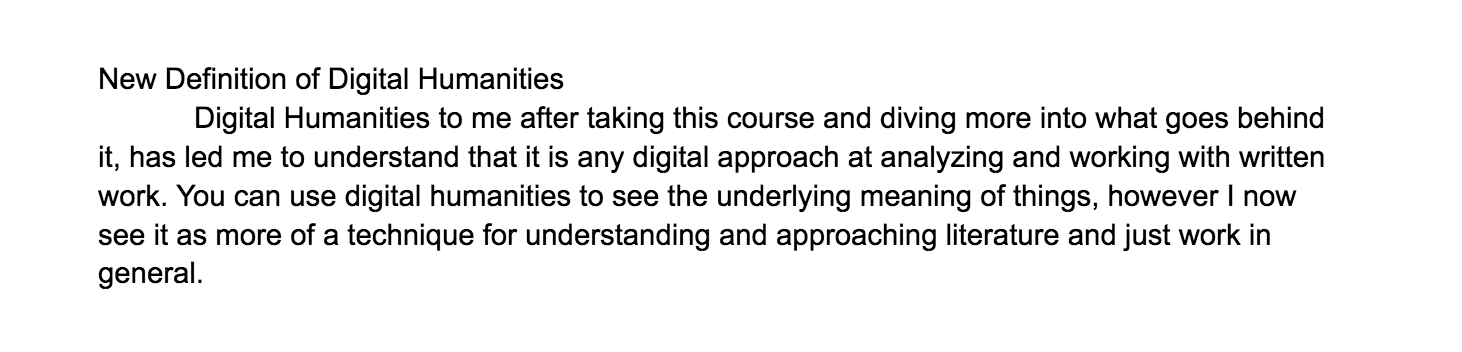 New Definition of Digital Humanities
Digital Humanities to me after taking this course and diving more into what goes behind
it, has led me to understand that it is any digital approach at analyzing and working with written
work. You can use digital humanities to see the underlying meaning of things, however I now
see it as more of a technique for understanding and approaching literature and just work in
general.